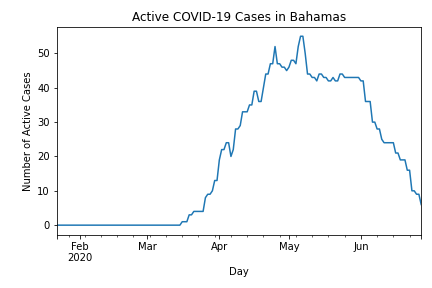 Active COVID-19 Cases in Bahamas
Number of Active Cases
50
40
30
20
10
0
Feb Mar Apr May Jun
2020
Day